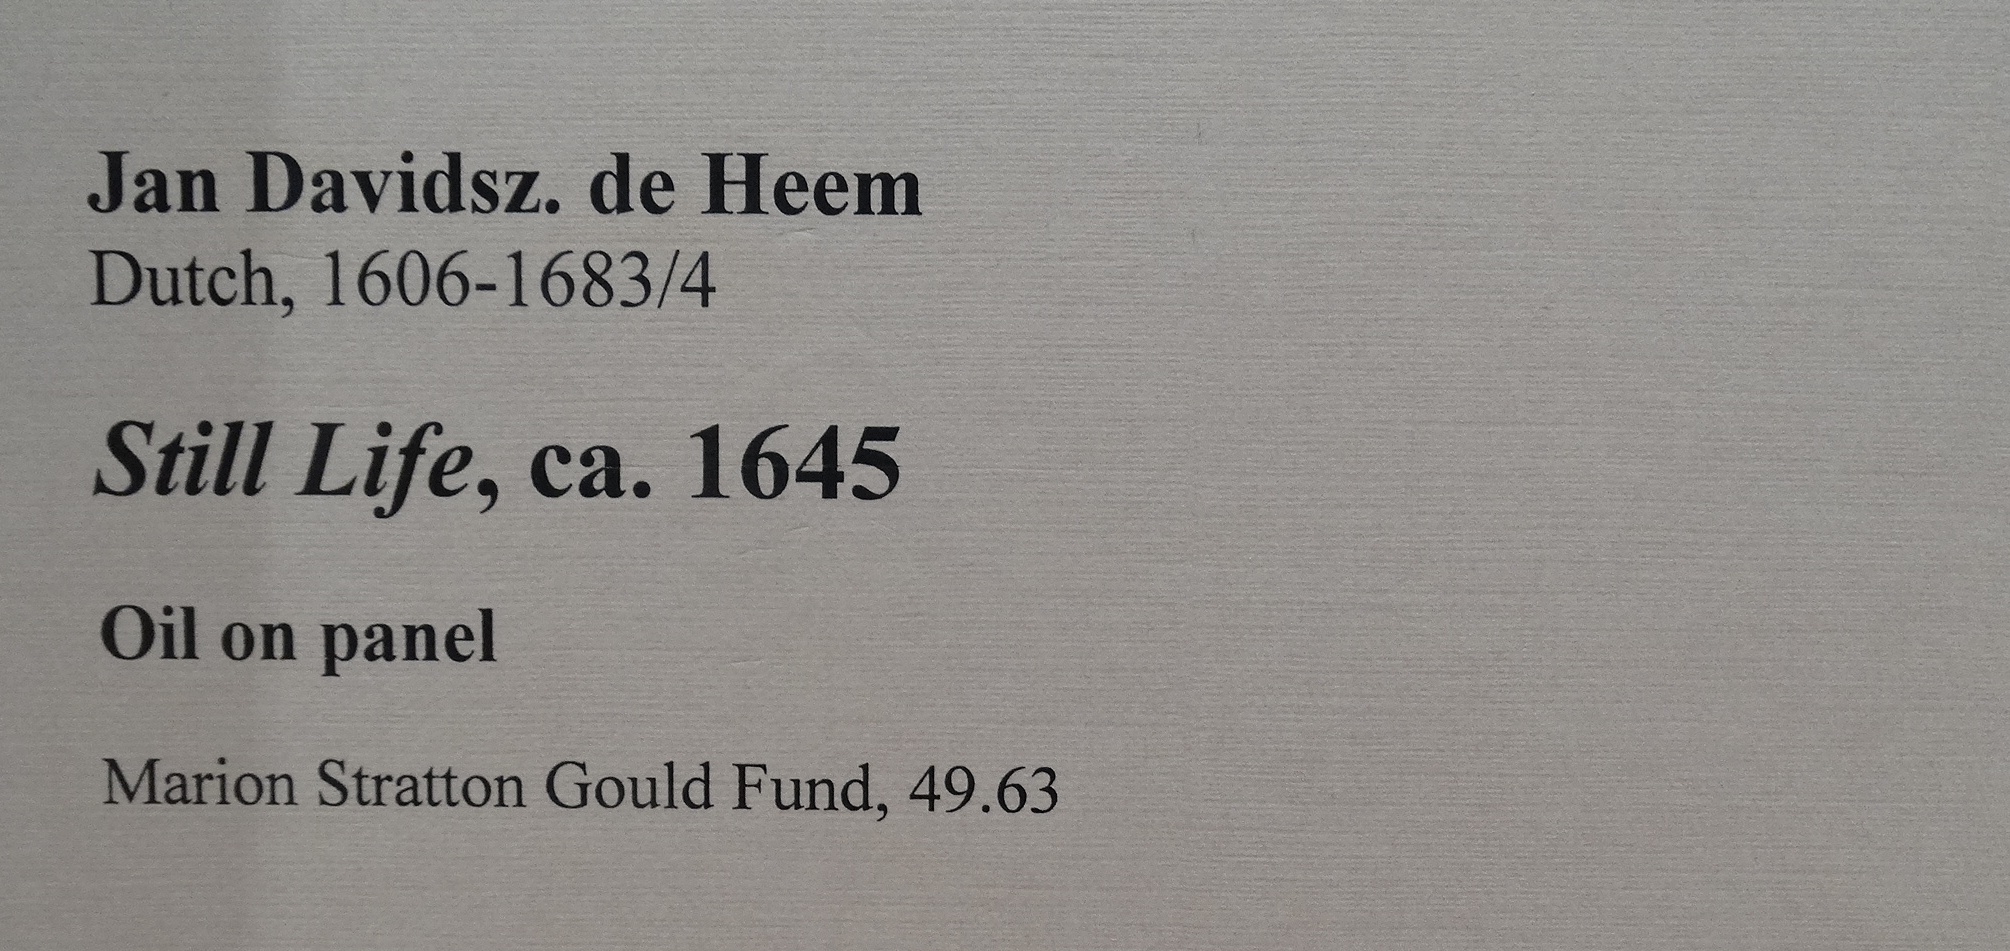 Jan Davidsz. de Heem
Dutch, 1606-1683/4
Still Life, ca. 1645
Oil on panel
Marion Stratton Gould Fund, 49.63